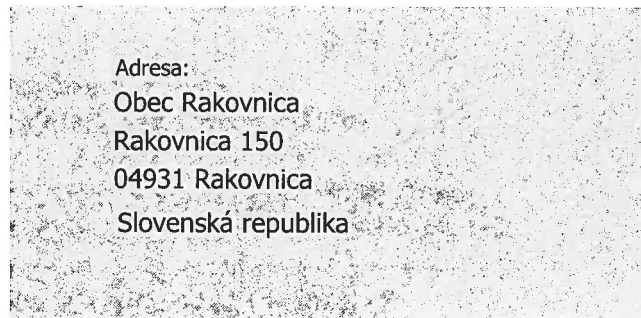 Adresa:
Obec Rakovnica
Rakovnica 150
04931 Rakovnica
Slovenská republika